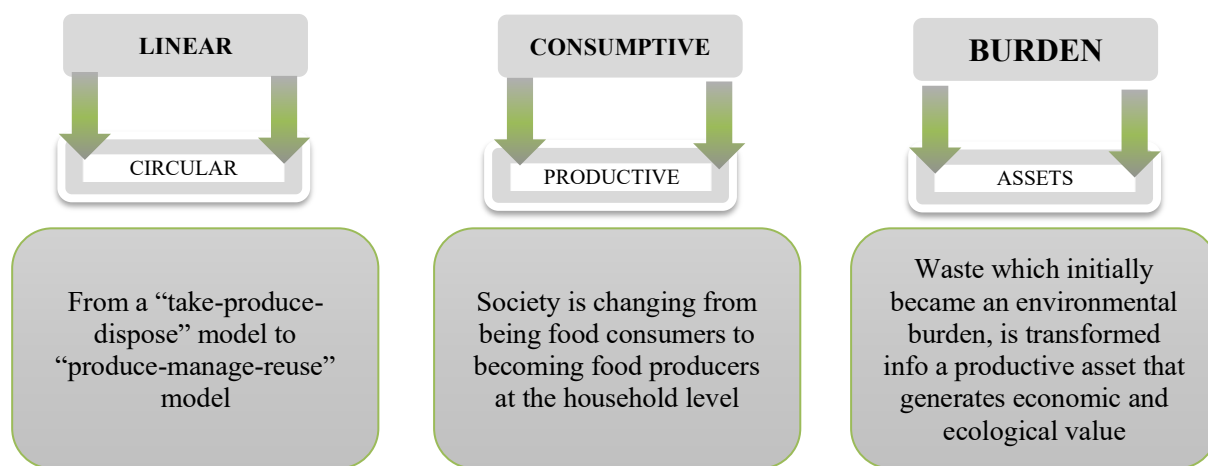 LINEAR
CIRCULAR
From a “take-produce-
dispose” model to
“produce-manage-reuse”
model
CONSUMPTIVE
PRODUCTIVE
Society is changing from
being food consumers to
becoming food producers
at the household level
BURDEN
ASSETS
Waste which initially
became an environmental
burden, is transformed
info a productive asset that
generates economic and
ecological value